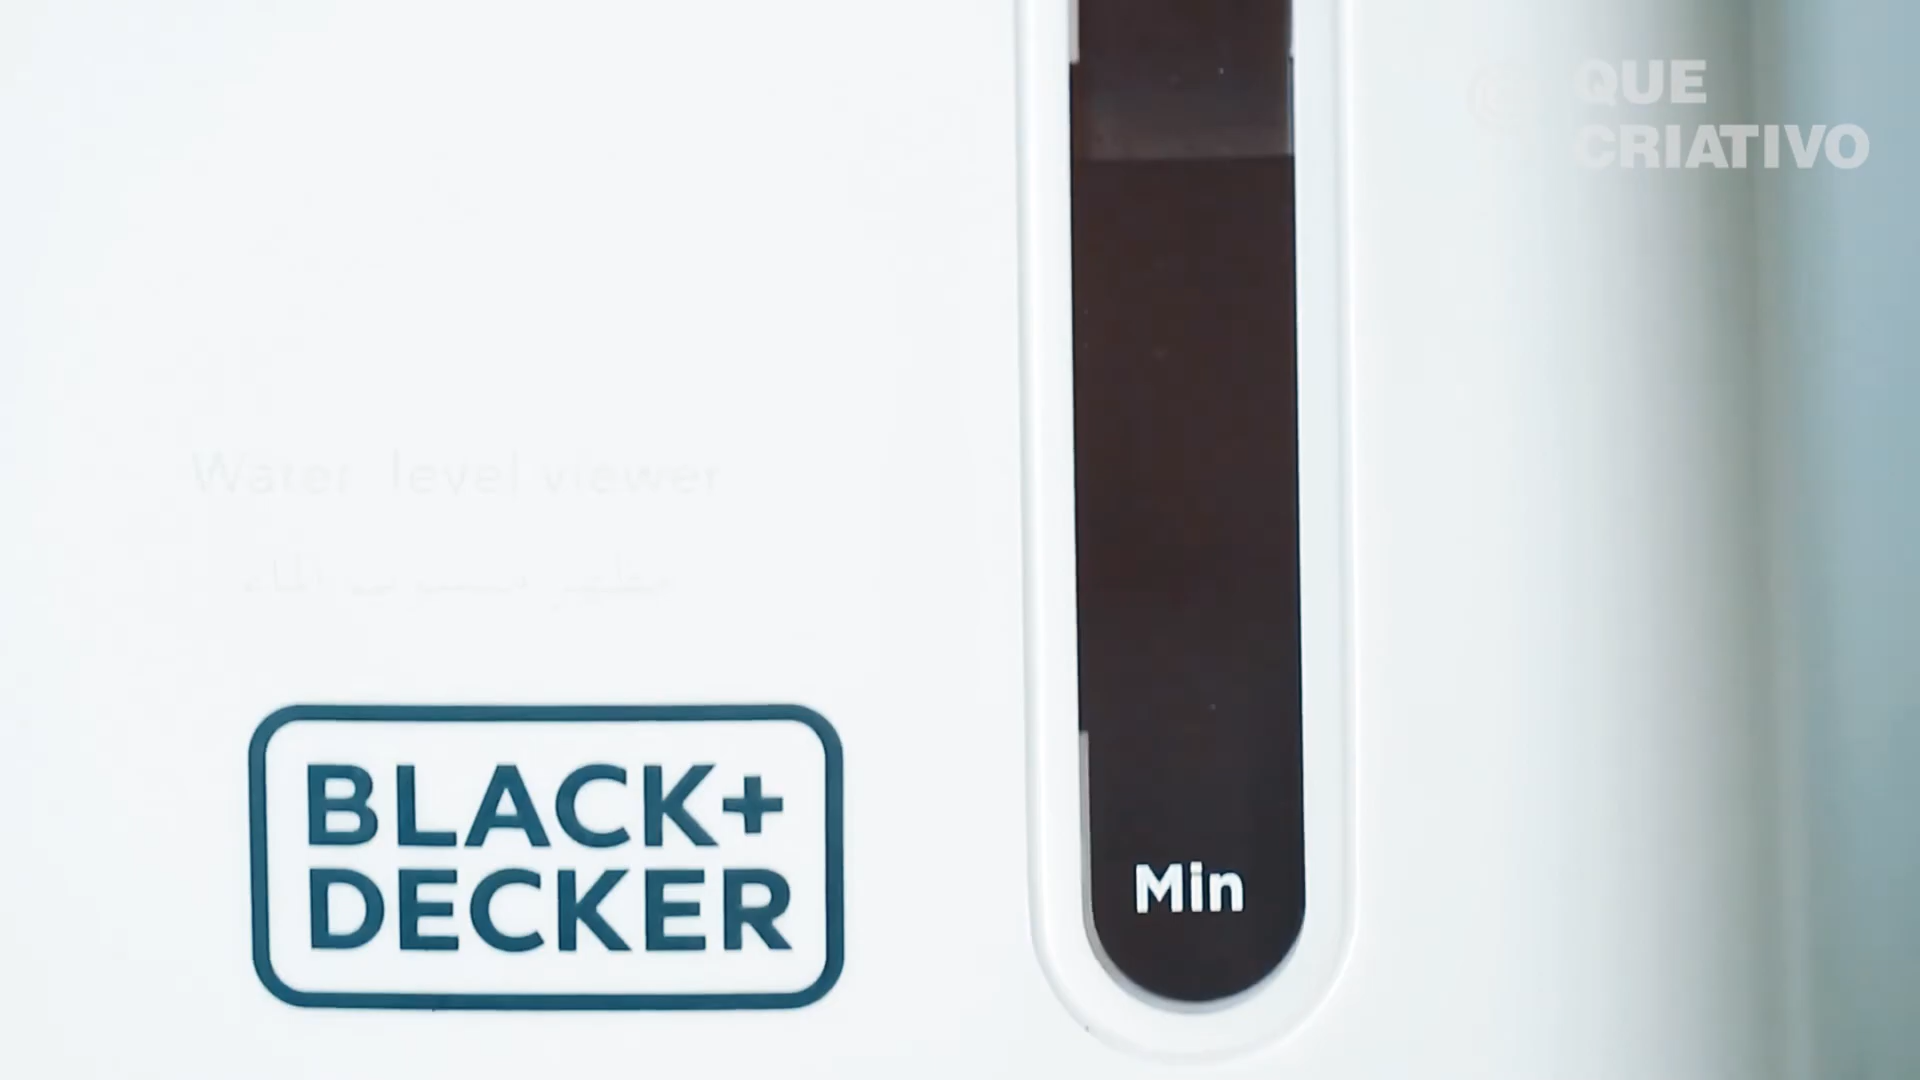 QUE
CRIATIVO
Water level viewer
BLACK+
DECKER
Min